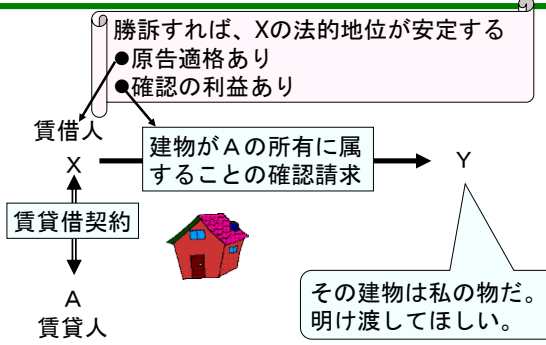 勝訴すれば、Xの法的地位が安定する
●原告適格あり
●確認の利益あり
賃借人
X
建物がAの所有に属
することの確認請求
Y
賃貸借契約
A
賃貸人
その建物は私の物だ。
明け渡してほしい。